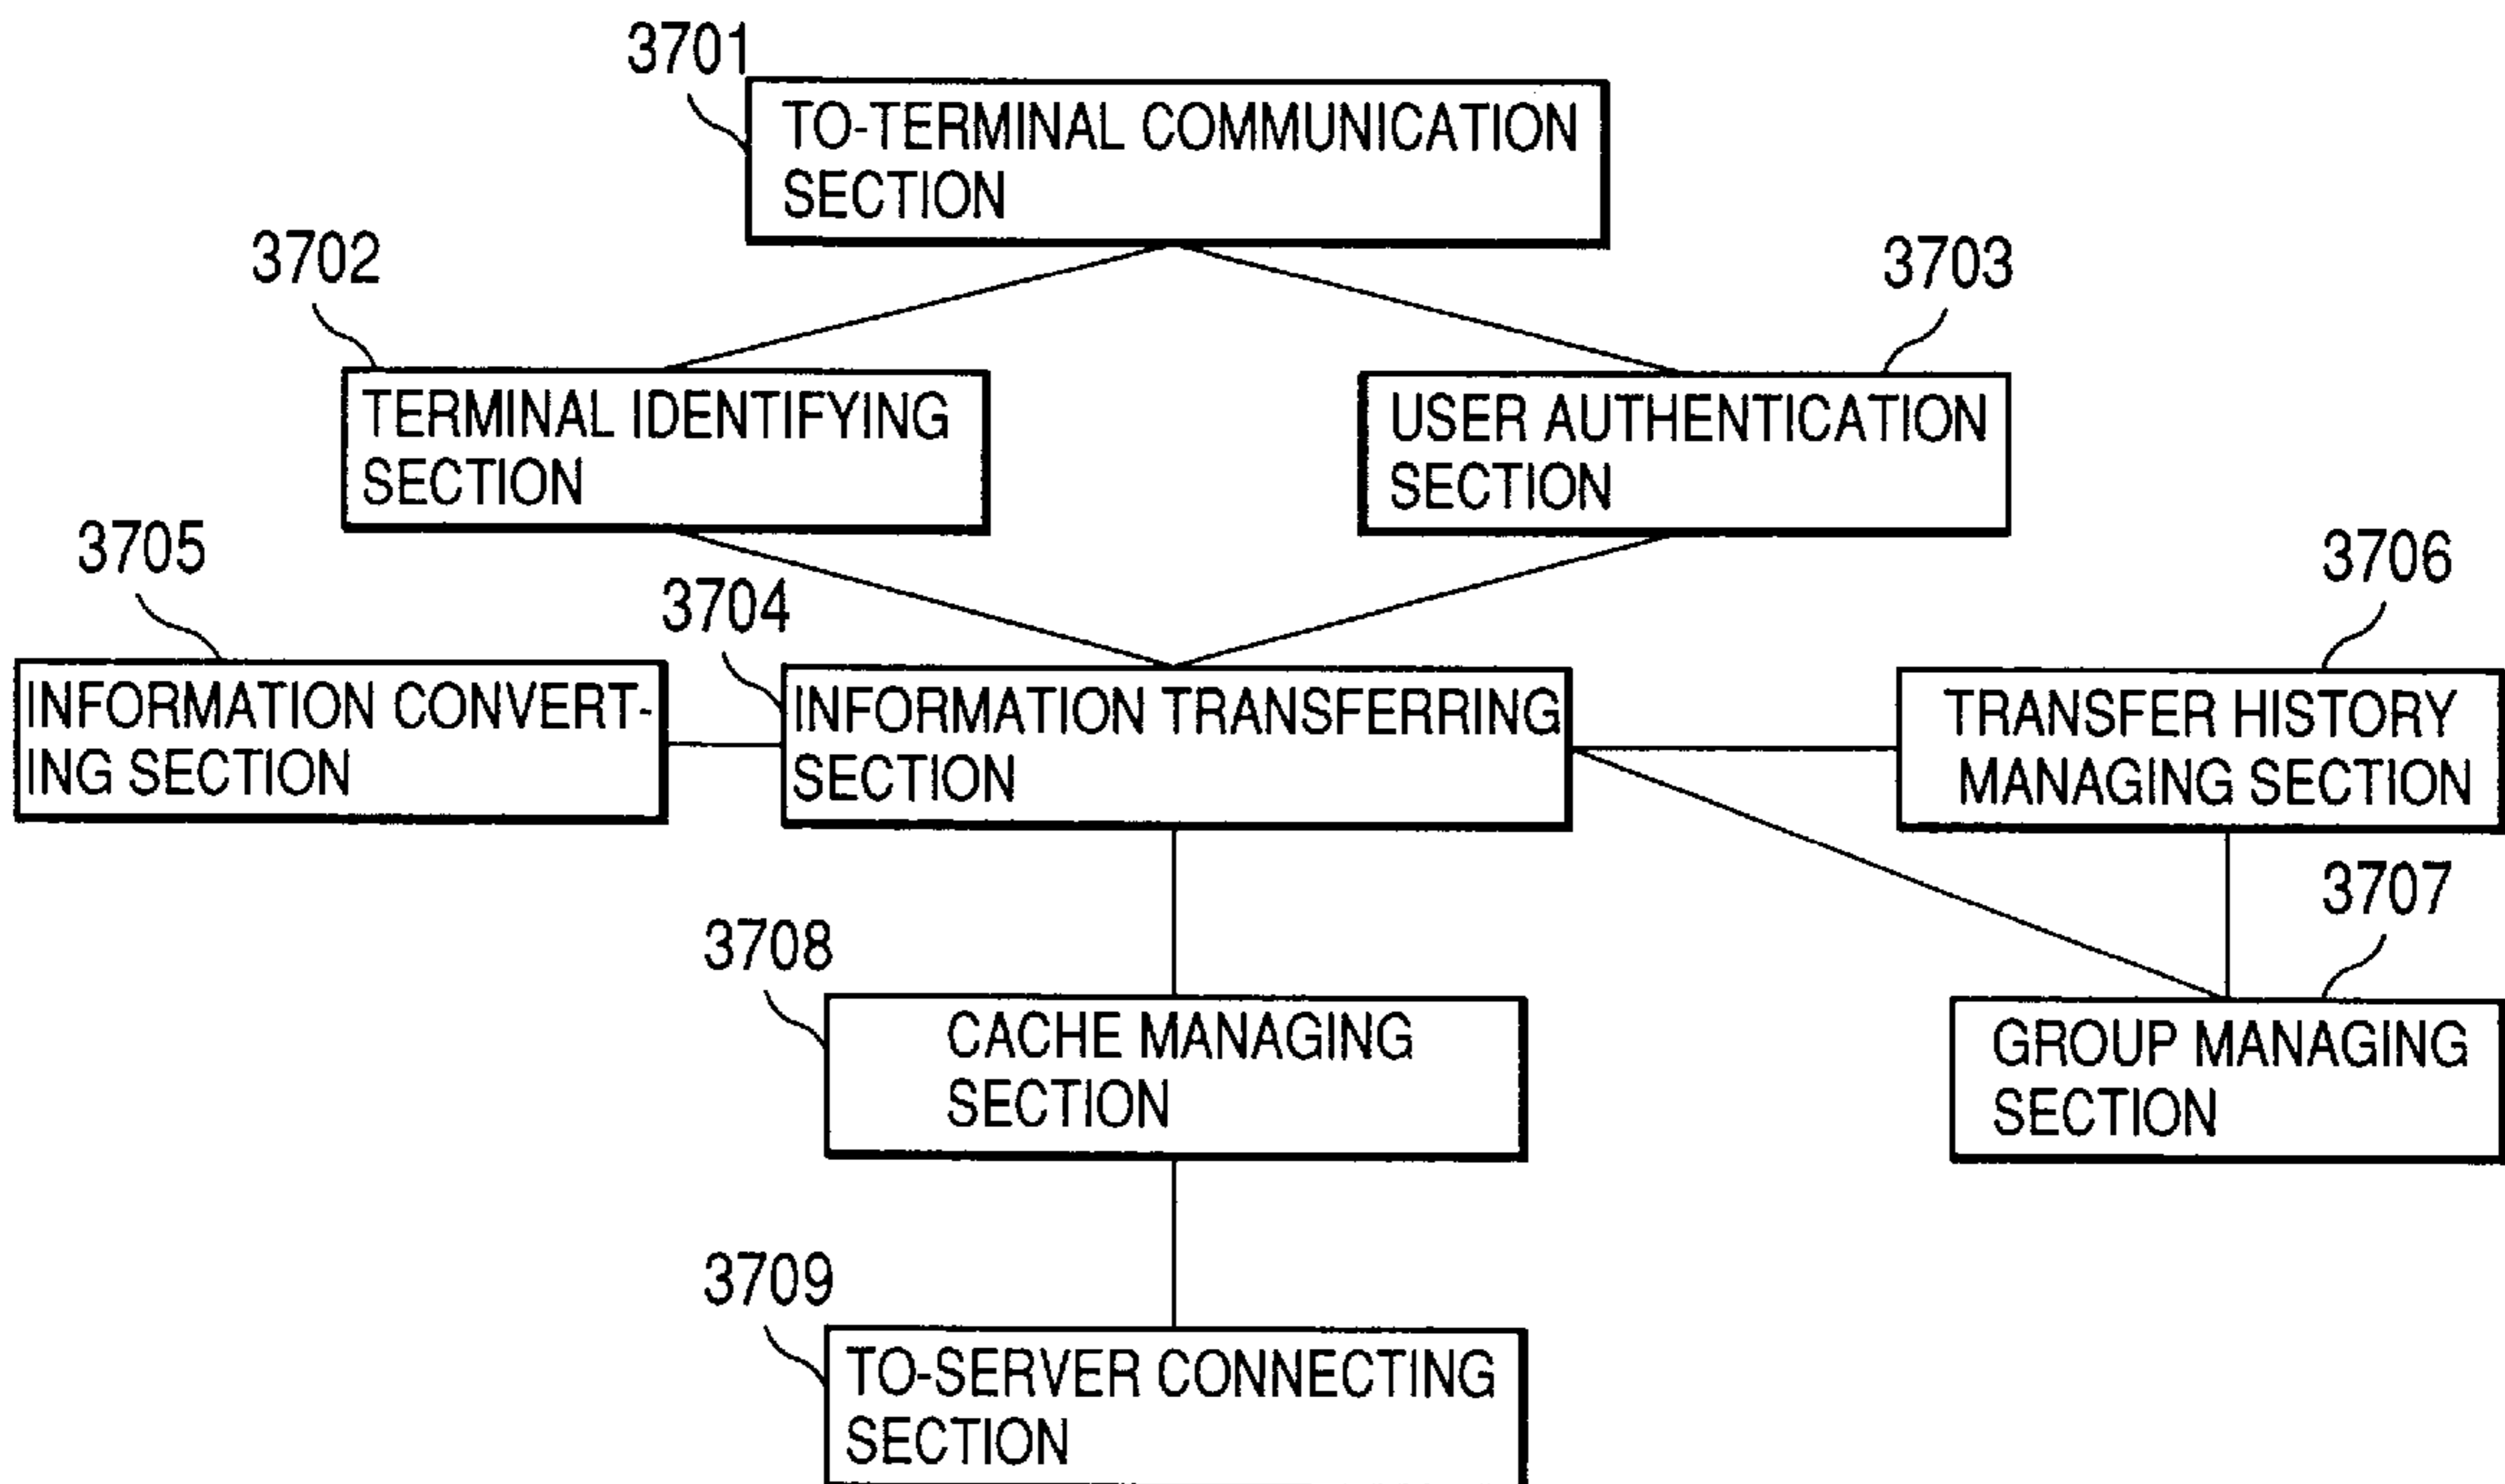 3701
TO-TERMINAL COMMUNICATION
SECTION
3702
3703
TERMINAL IDENTIFYING
SECTION
USER AUTHENTICATION
SECTION
3705
3704
3706
INFORMATION CONVERT-
ING SECTION
INFORMATION TRANSFERRING
SECTION
TRANSFER HISTORY
MANAGING SECTION
3708
3707
CACHE MANAGING
SECTION
GROUP MANAGING
SECTION
3709
TO-SERVER CONNECTING
SECTION